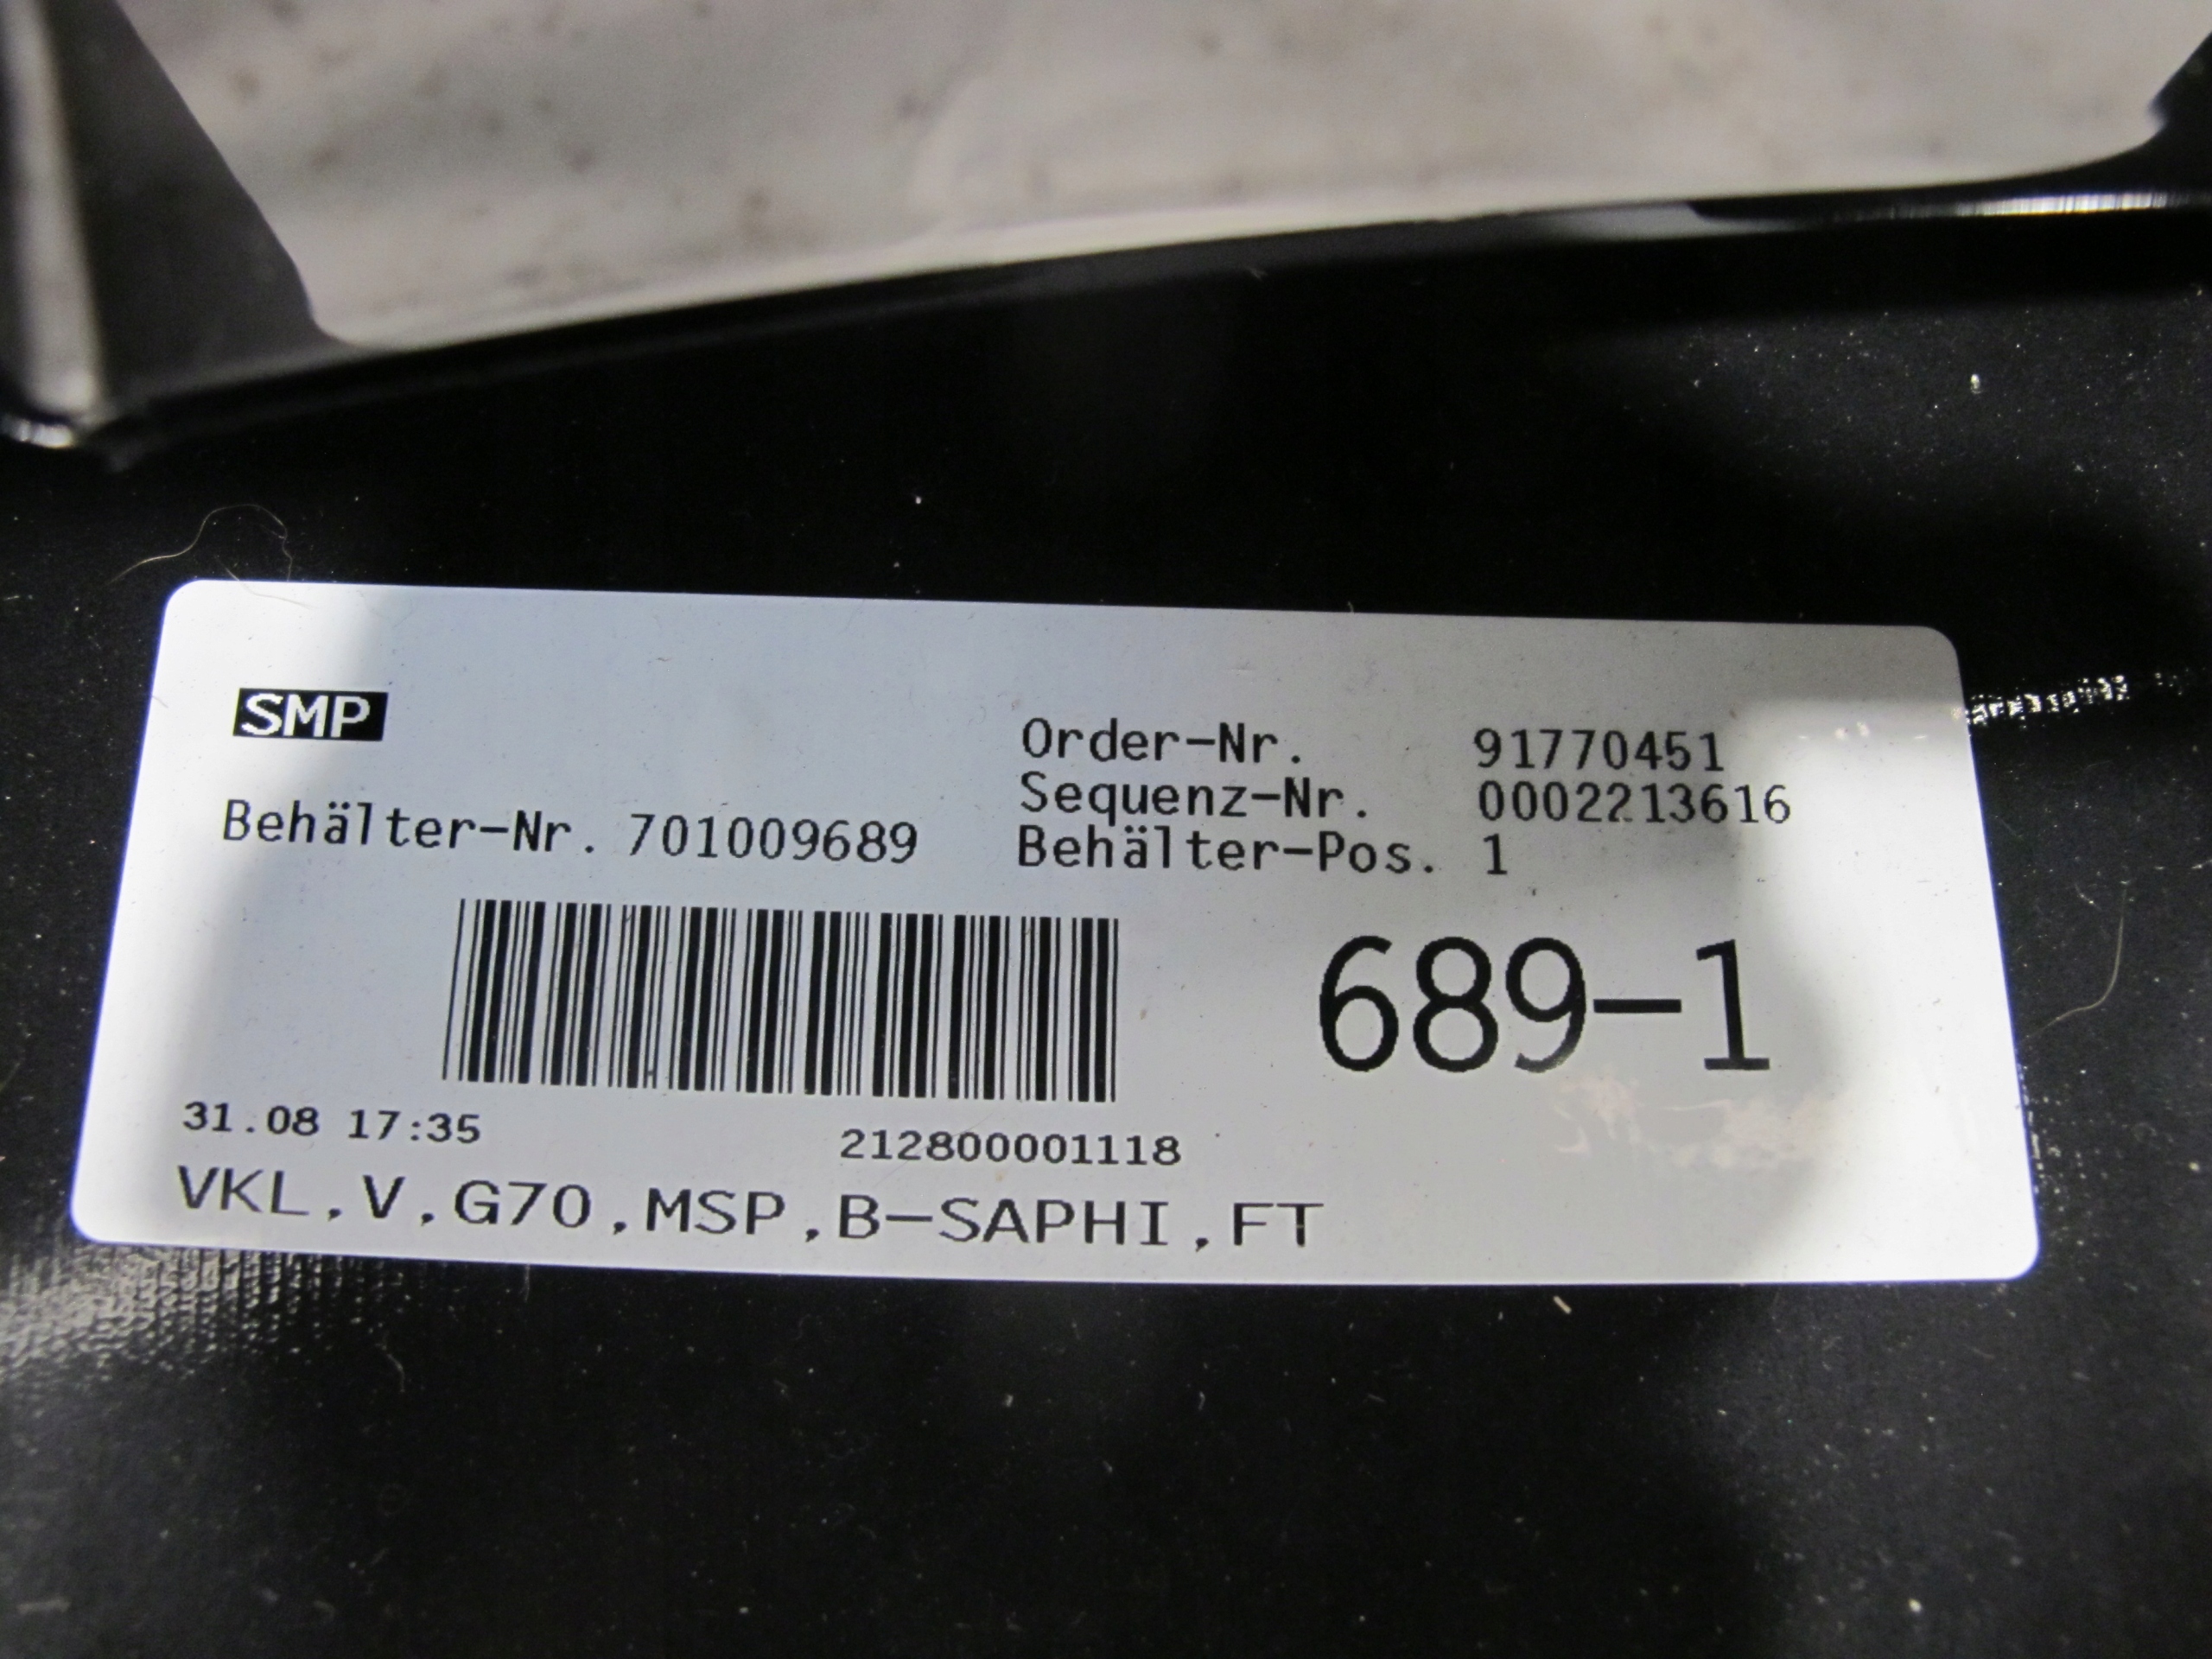 SMP
Order-Nr. 91770451
Sequenz-Nr. 0002213616
Behälter-Nr. 701009689
Behälter-Pos. 1
689-1
31.08 17:35
212800001118
VKL,V,G70,MSP,B-SAPHI,FT